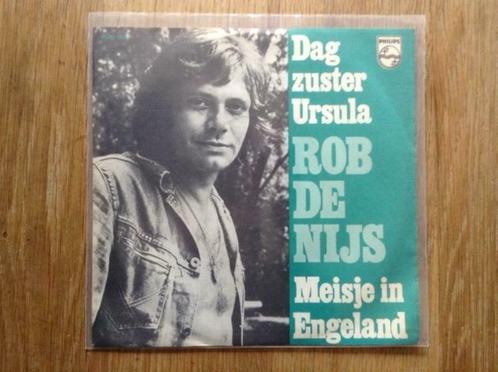 Dag
zuster
Ursula
PHILIPS
ROB
DE
NIJS
Meisje in
Engeland